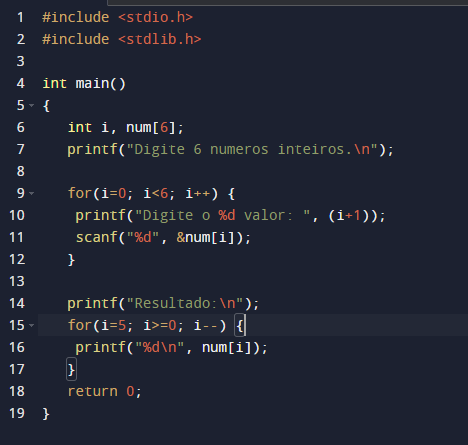 1 #include <stdio.h>
2 #include <stdlib.h>
3
4 int main()
5 {
6    int i, num[6];
7    printf("Digite 6 numeros inteiros.\n");
8
9    for(i=0; i<6; i++) {
10     printf("Digite o %d valor: ", (i+1));
11     scanf("%d", &num[i]);
12    }
13
14    printf("Resultado:\n");
15    for(i=5; i>=0; i--) {
16     printf("%d\n", num[i]);
17    }
18    return 0;
19 }